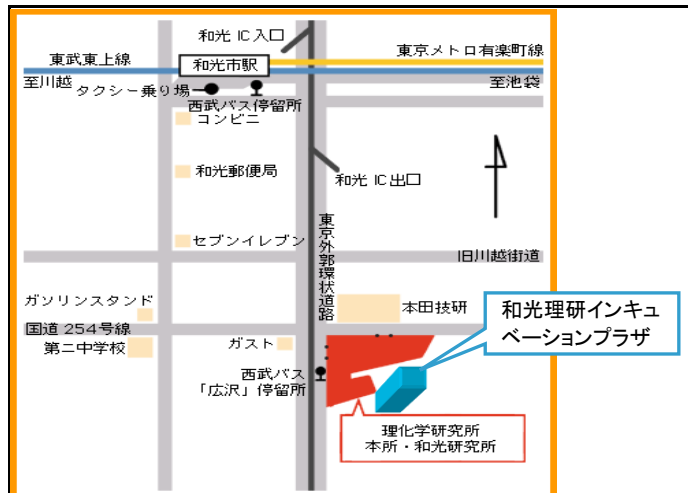 和光 IC 入口
東京メトロ有楽町線
東武東上線
和光市駅
至川越
至池袋
タクシー乗り場
西武バス停留所
コンビニ
和光郵便局
和光 IC 出口
東京外郭環状道路
セブンイレブン
旧川越街道
ガソリンスタンド
本田技研
和光理研インキュ
ベーションプラザ
国道 254号線
第二中学校
ガスト
西武バス
「広沢」停留所
理化学研究所
本所・和光研究所